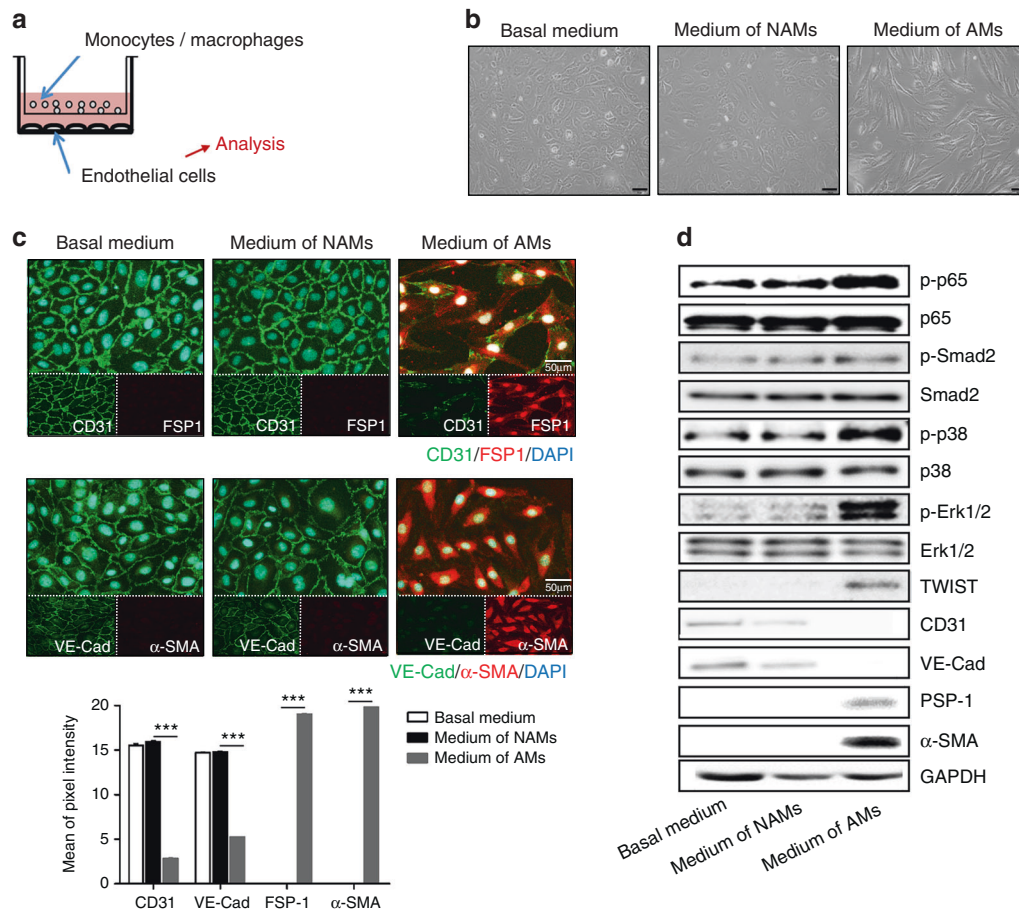 a
Monocytes / macrophages
Analysis
Endothelial cells
b
Basal medium
Medium of NAMs
Medium of AMs
c
Basal medium
Medium of NAMs
Medium of AMs
50μm
CD31
FSP1
CD31
FSP1
CD31
FSP1
CD31/FSP1/DAPI
50μm
VE-Cad
α-SMA
VE-Cad
α-SMA
VE-Cad
α-SMA
VE-Cad/α-SMA/DAPI
Mean of pixel intensity
20
15
10
5
0
***
***
***
***
Basal medium
Medium of NAMs
Medium of AMs
CD31
VE-Cad
FSP-1
α-SMA
d
p-p65
p65
p-Smad2
Smad2
p-p38
p38
p-Erk1/2
Erk1/2
TWIST
CD31
VE-Cad
PSP-1
α-SMA
GAPDH
Basal medium
Medium of NAMs
Medium of AMs